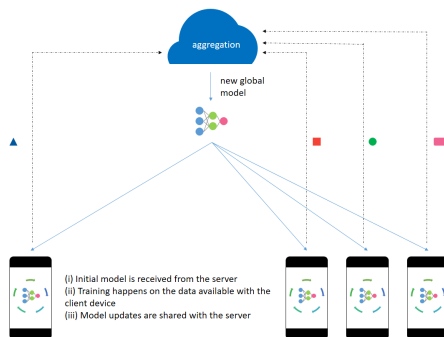 aggregation
new global
model
(i) Initial model is received from the server
(ii) Training happens on the data available with the
client device
(iii) Model updates are shared with the server